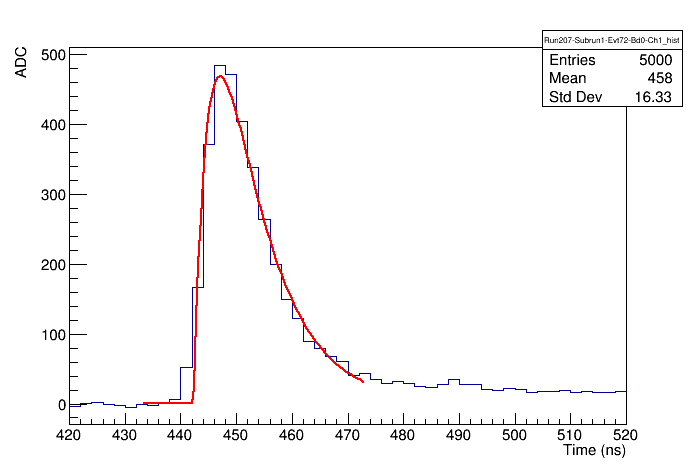 Run207-Subrun1-Evt72-Bd0-Ch1_hist
Entries 5000
Mean 458
Std Dev 16.33
ADC
500
400
300
200
100
0
420 430 440 450 460 470 480 490 500 510 520
Time (ns)